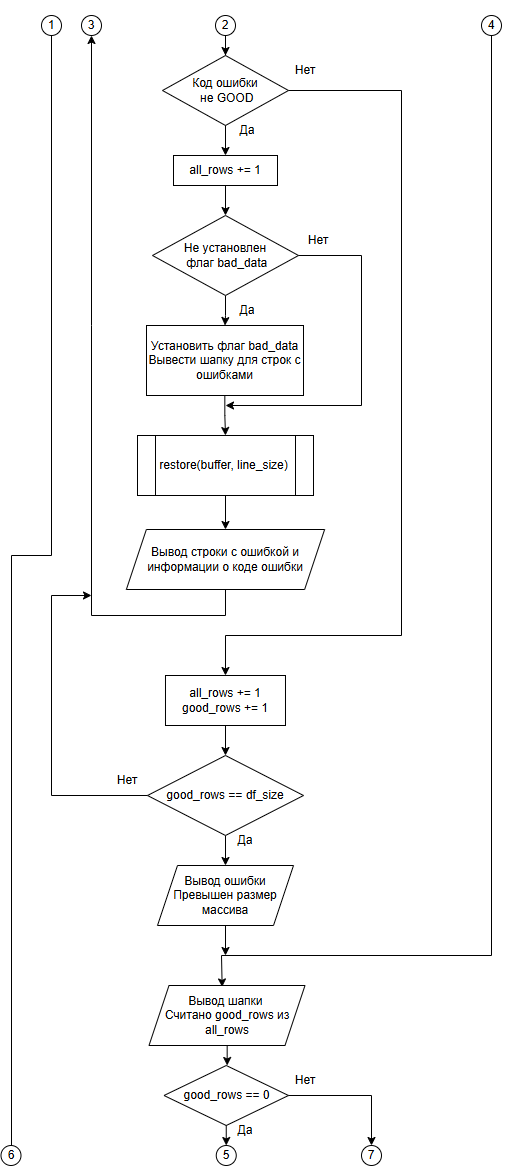 1
3
2
4
Код ошибки
не GOOD
Нет
Да
all_rows += 1
Не установлен
флаг bad_data
Нет
Да
Установить флаг bad_data
Вывести шапку для строк с
ошибками
restore(buffer, line_size)
Вывод строки с ошибкой и
информации о коде ошибки
all_rows += 1
good_rows += 1
Нет
good_rows == df_size
Да
Вывод ошибки
Превышен размер
массива
Вывод шапки
Считано good_rows из
all_rows
Нет
good_rows == 0
Да
6
5
7